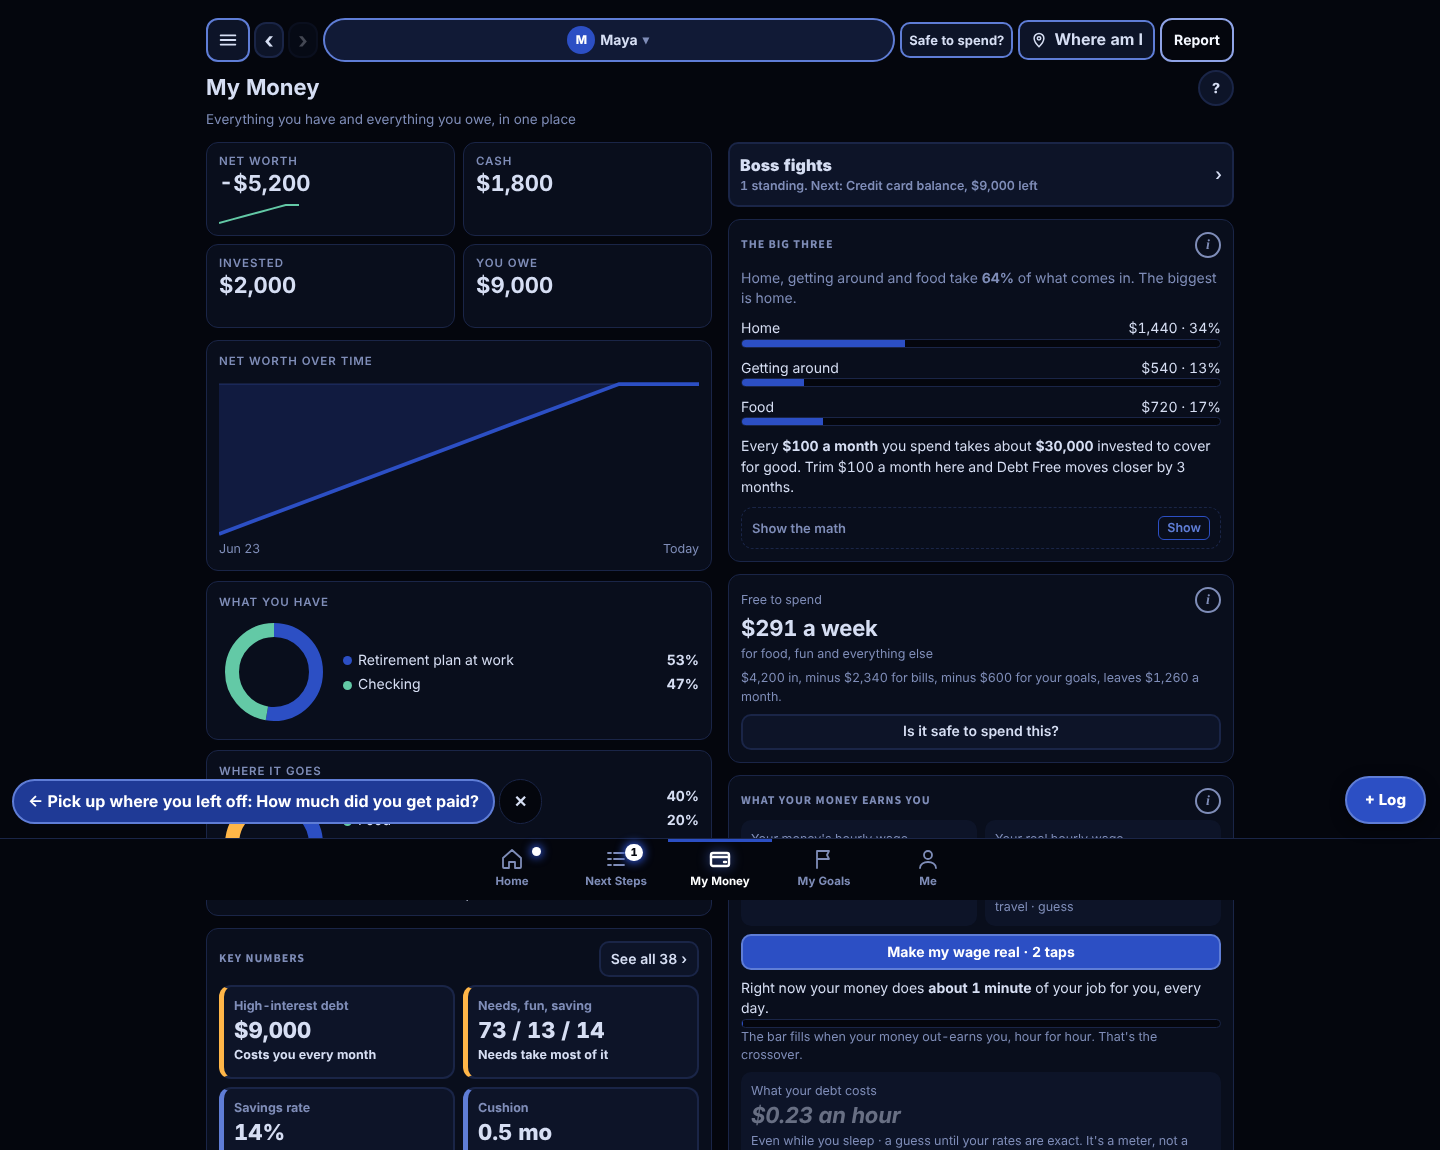 M Maya ▾
Safe to spend?
Where am I
Report
My Money
?
Everything you have and everything you owe, in one place
NET WORTH
-$5,200
CASH
$1,800
INVESTED
$2,000
YOU OWE
$9,000
NET WORTH OVER TIME
Jun 23
Today
WHAT YOU HAVE
Retirement plan at work 53%
Checking 47%
WHERE IT GOES
40%
20%
← Pick up where you left off: How much did you get paid?
✕
KEY NUMBERS
See all 38 ›
High-interest debt
$9,000
Costs you every month
Needs, fun, saving
73 / 13 / 14
Needs take most of it
Savings rate
14%
Cushion
0.5 mo
Boss fights
1 standing. Next: Credit card balance, $9,000 left
THE BIG THREE
i
Home, getting around and food take 64% of what comes in. The biggest
is home.
Home $1,440 · 34%
Getting around $540 · 13%
Food $720 · 17%
Every $100 a month you spend takes about $30,000 invested to cover
for good. Trim $100 a month here and Debt Free moves closer by 3
months.
Show the math
Show
Free to spend
i
$291 a week
for food, fun and everything else
$4,200 in, minus $2,340 for bills, minus $600 for your goals, leaves $1,260 a
month.
Is it safe to spend this?
WHAT YOUR MONEY EARNS YOU
i
Your money's hourly wage
Your real hourly wage
travel · guess
Make my wage real · 2 taps
Right now your money does about 1 minute of your job for you, every
day.
The bar fills when your money out-earns you, hour for hour. That's the
crossover.
What your debt costs
$0.23 an hour
Even while you sleep · a guess until your rates are exact. It's a meter, not a
+ Log
Home
1
Next Steps
My Money
My Goals
Me